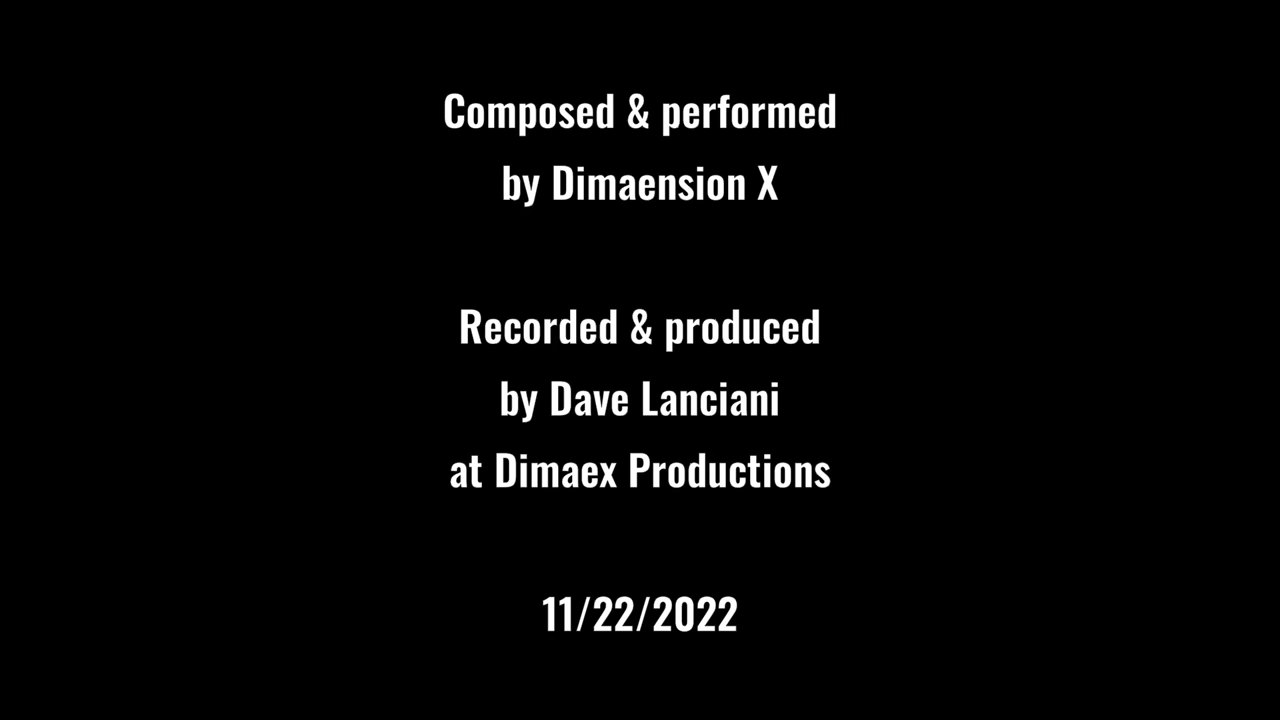 Composed & performed
by Dimaension X
Recorded & produced
by Dave Lanciani
at Dimaex Productions
11/22/2022